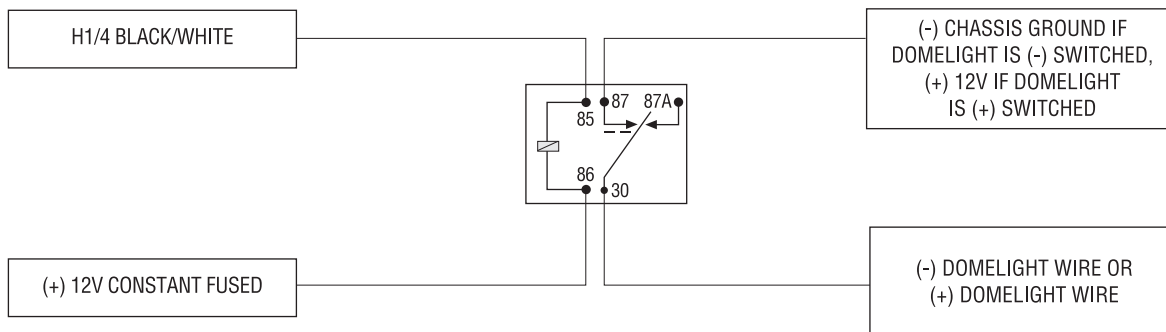 H1/4 BLACK/WHITE
(-) CHASSIS GROUND IF
DOMELIGHT IS (-) SWITCHED,
(+) 12V IF DOMELIGHT
IS (+) SWITCHED
87 87A
85
86
30
(+) 12V CONSTANT FUSED
(-) DOMELIGHT WIRE OR
(+) DOMELIGHT WIRE